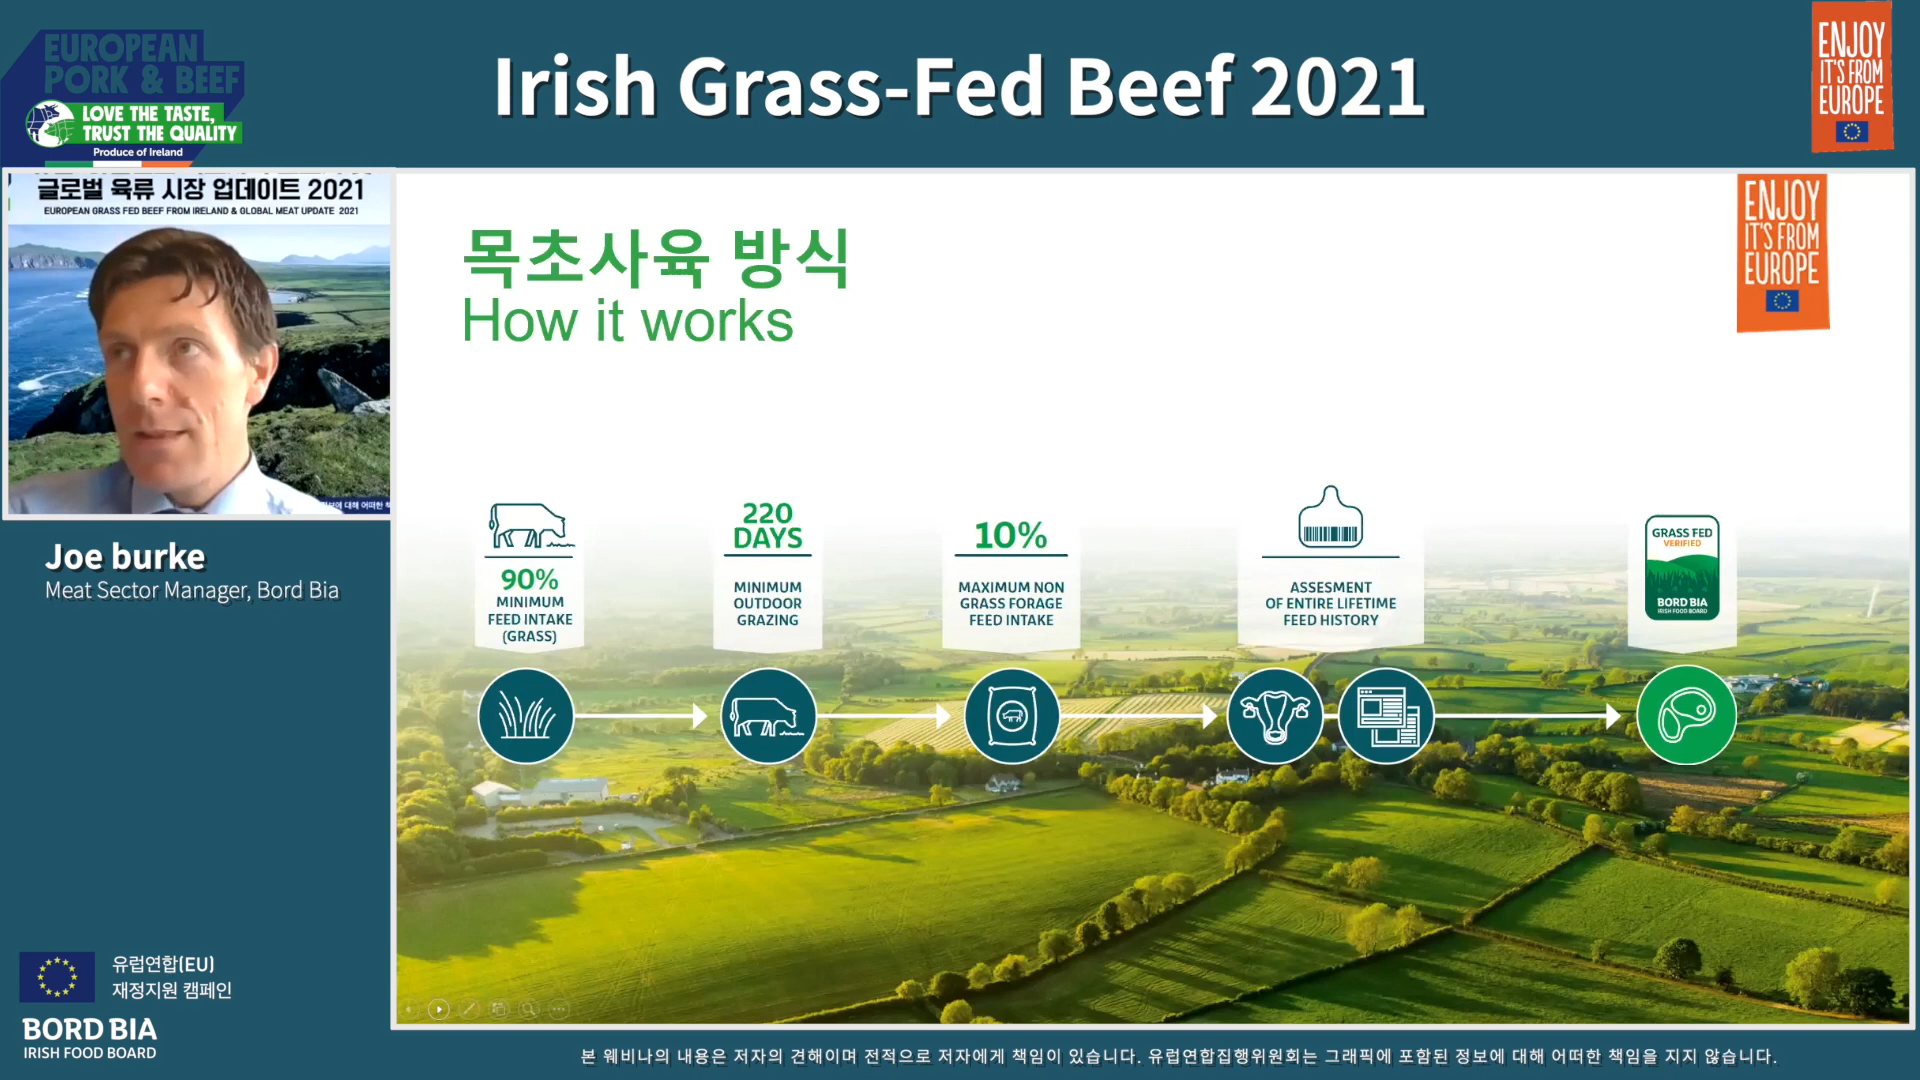 EUROPEAN
PORK & BEEF
LOVE THE TASTE,
TRUST THE QUALITY
Produce of Ireland
Irish Grass-Fed Beef 2021
ENJOY
IT'S FROM
EUROPE
글로벌 육류 시장 업데이트 2021
EUROPEAN GRASS FED BEEF FROM IRELAND & GLOBAL MEAT UPDATE 2021
대해 어떠한
Joe burke
Meat Sector Manager, Bord Bia
목초사육 방식
How it works
ENJOY
IT'S FROM
EUROPE
90%
MINIMUM
FEED INTAKE
(GRASS)
220
DAYS
MINIMUM
OUTDOOR
GRAZING
10%
MAXIMUM NON
GRASS FORAGE
FEED INTAKE
ASSESMENT
OF ENTIRE LIFETIME
FEED HISTORY
GRASS FED
VERIFIED
BORD BIA
IRISH FOOD BOARD
유럽연합(EU)
재정지원 캠페인
BORD BIA
IRISH FOOD BOARD
본 웨비나의 내용은 저자의 견해이며 전적으로 저자에게 책임이 있습니다. 유럽연합집행위원회는 그래픽에 포함된 정보에 대해 어떠한 책임을 지지 않습니다.